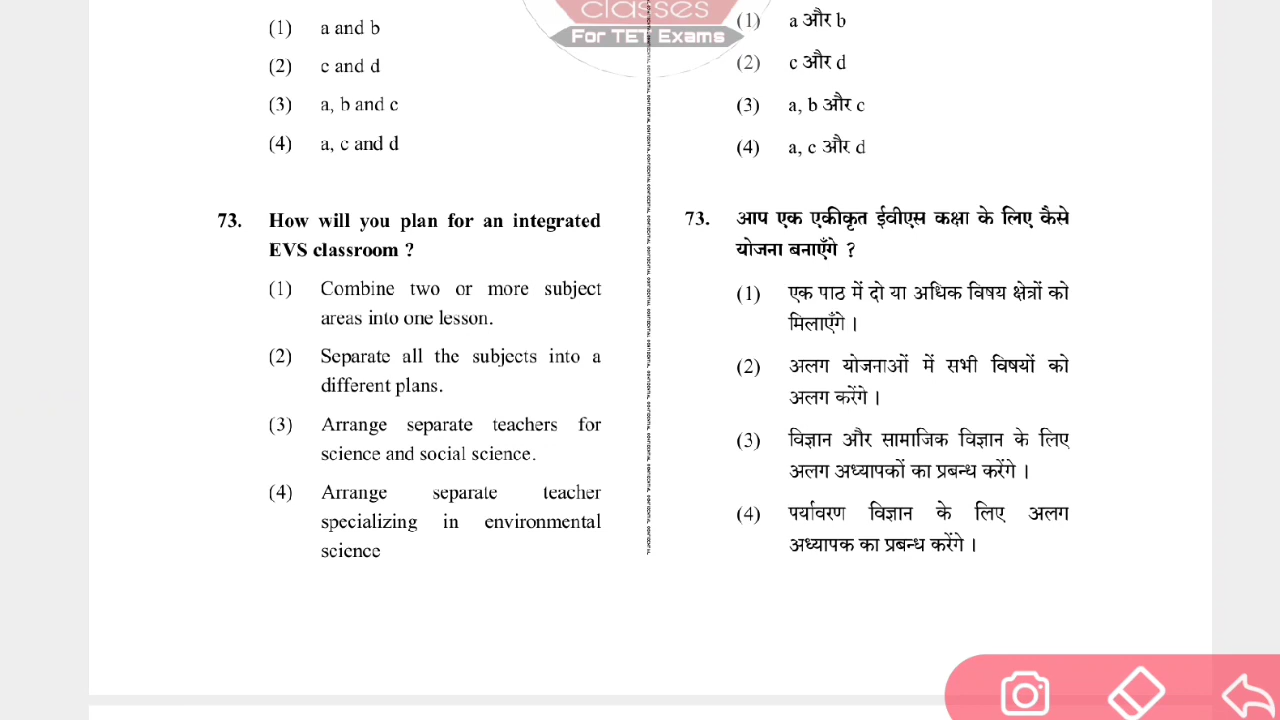 classes
For TET Exams
(1) a and b
(2) c and d
(3) a, b and c
(4) a, c and d
73. How will you plan for an integrated
EVS classroom ?
(1) Combine two or more subject
areas into one lesson.
(2) Separate all the subjects into a
different plans.
(3) Arrange separate teachers for
science and social science.
(4) Arrange separate teacher
specializing in environmental
science
(1) a और b
(2) c और d
(3) a, b और c
(4) a, c और d
73. आप एक एकीकृत ईवीएस कक्षा के लिए कैसे
योजना बनाएँगे ?
(1) एक पाठ में दो या अधिक विषय क्षेत्रों को
मिलाएँगे ।
(2) अलग योजनाओं में सभी विषयों को
अलग करेंगे ।
(3) विज्ञान और सामाजिक विज्ञान के लिए
अलग अध्यापकों का प्रबन्ध करेंगे ।
(4) पर्यावरण विज्ञान के लिए अलग
अध्यापक का प्रबन्ध करेंगे ।